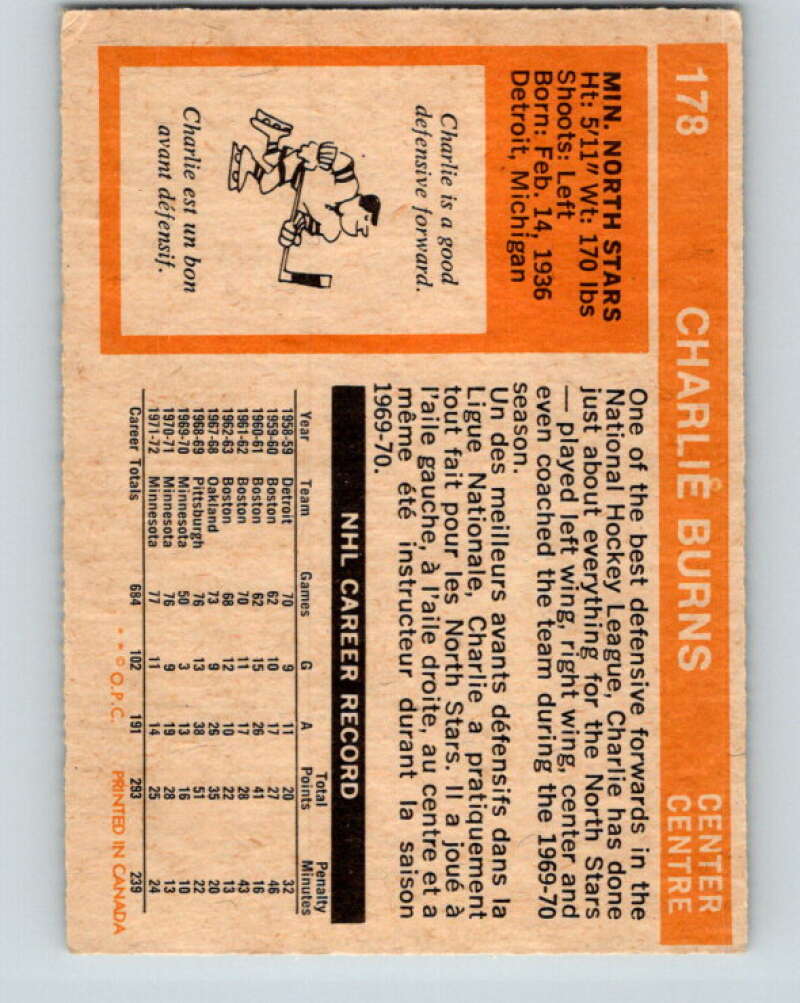 178 CHARLIE BURNS CENTER
CENTRE
MIN. NORTH STARS
Ht: 5'11" Wt: 170 lbs
Shoots: Left
Born: Feb. 14, 1936
Detroit, Michigan
Charlie is a good
defensive forward.
Charlie est un bon
avant défensif.
One of the best defensive forwards in the
National Hockey League, Charlie has done
just about everything for the North Stars
— played left wing, right wing, center and
even coached the team during the 1969-70
season.
Un des meilleurs avants défensifs dans la
Ligue Nationale, Charlie a pratiquement
tout fait pour les North Stars. Il a joué à
l'aile gauche, à l'aile droite, au centre et a
même été instructeur durant la saison
1969-70.
NHL CAREER RECORD
Year Team Games G A Total Points Penalty Minutes
1958-59 Detroit 70 9 11 20 32
1959-60 Boston 62 10 17 27 46
1960-61 Boston 62 15 26 41 16
1961-62 Boston 70 11 17 28 43
1962-63 Boston 68 12 10 22 13
1967-68 Oakland 73 9 26 35 20
1968-69 Pittsburgh 76 13 38 51 22
1969-70 Minnesota 50 3 13 16 10
1970-71 Minnesota 76 9 19 28 13
1971-72 Minnesota 77 11 14 25 24
Career Totals 684 102 191 293 239
* * © O.P.C. PRINTED IN CANADA